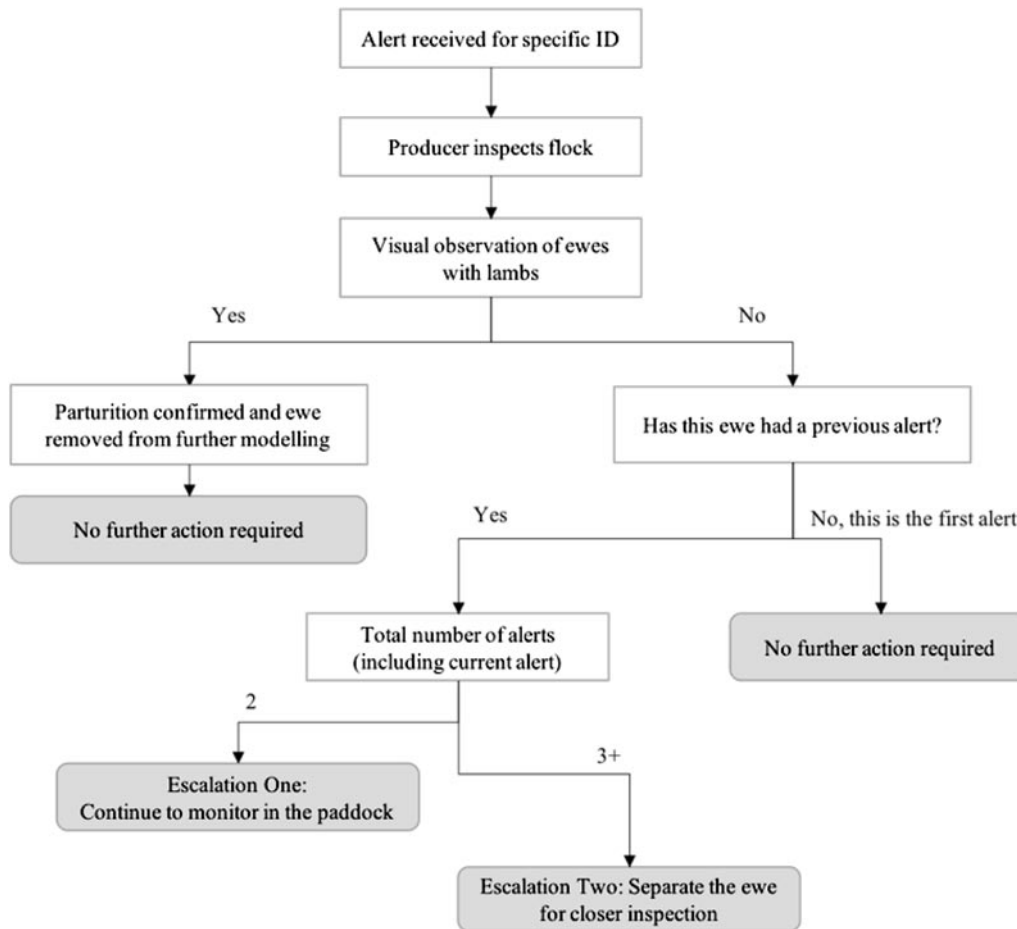 Alert received for specific ID
Producer inspects flock
Visual observation of ewes
with lambs
Yes
No
Parturition confirmed and ewe
removed from further modelling
Has this ewe had a previous alert?
No further action required
Yes
No, this is the first alert
Total number of alerts
(including current alert)
No further action required
2
3+
Escalation One:
Continue to monitor in the paddock
Escalation Two: Separate the ewe
for closer inspection